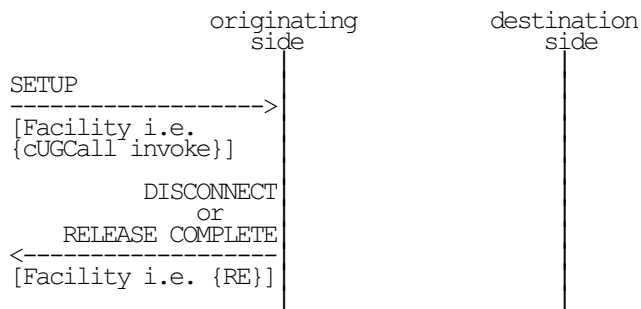 originating destination
side side
SETUP
------------------->
[Facility i.e.
{cUGCall invoke}]
DISCONNECT
or
RELEASE COMPLETE
<-------------------
[Facility i.e. {RE}]